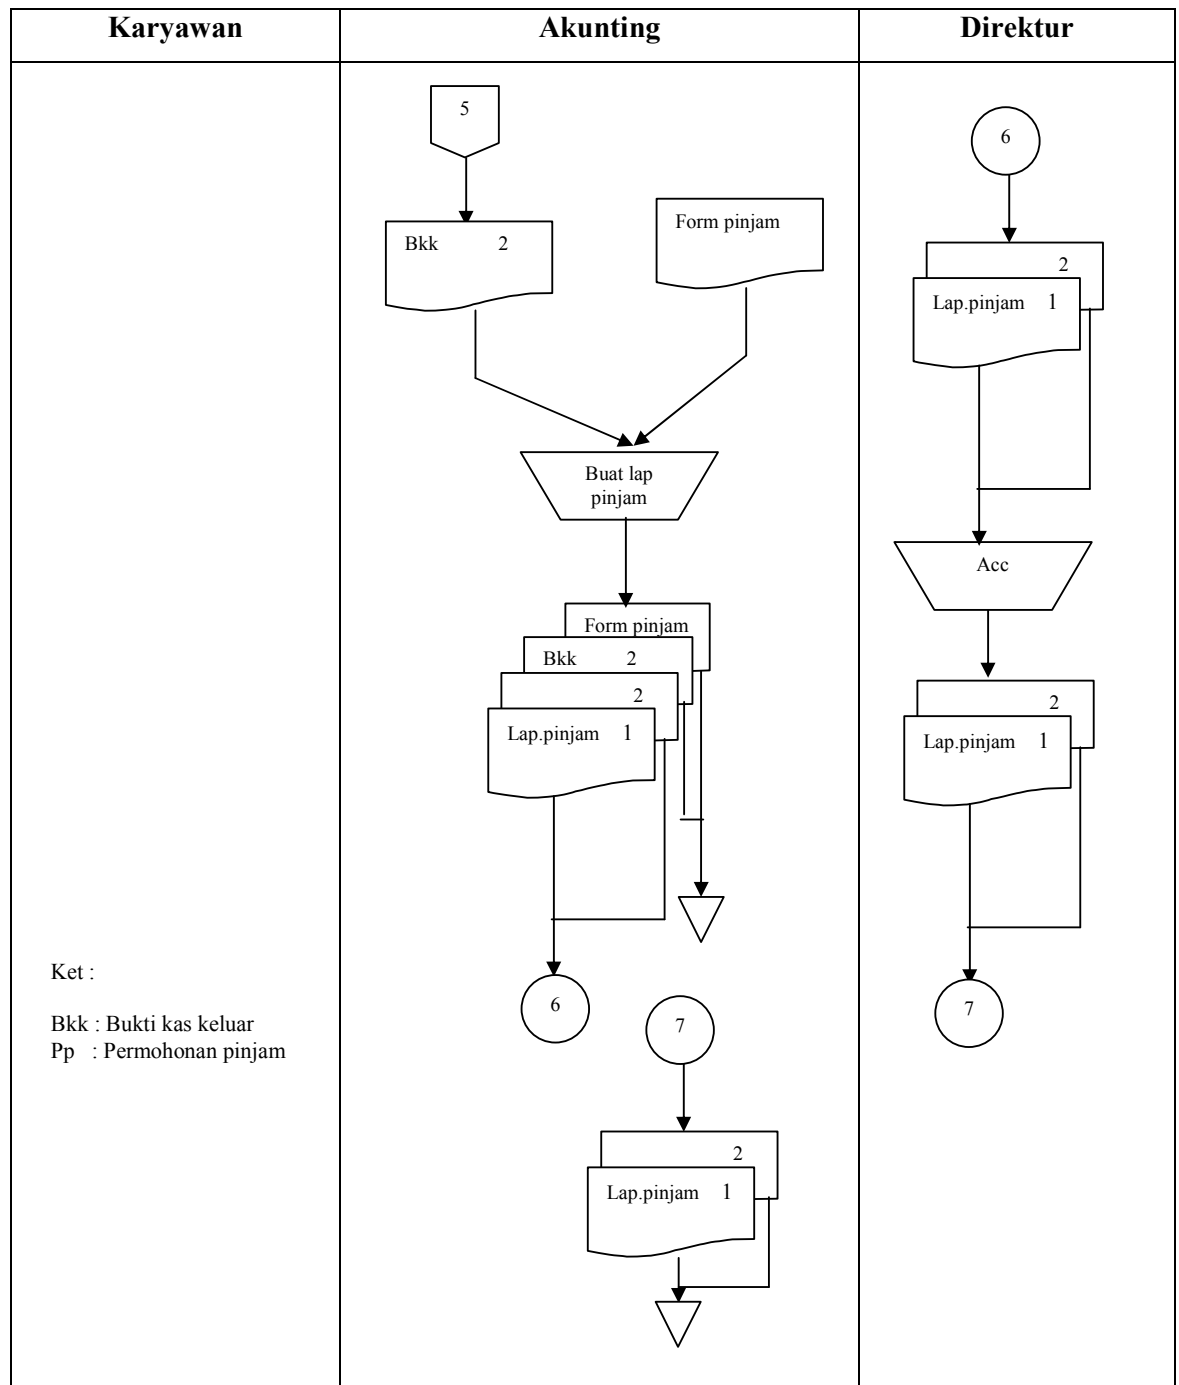 Karyawan
Akunting
Direktur
5
Bkk 2
Form pinjam
Buat lap
pinjam
Form pinjam
Bkk 2
2
Lap.pinjam 1
6
7
2
Lap.pinjam 1
6
2
Lap.pinjam 1
Acc
2
Lap.pinjam 1
7
Ket :
Bkk : Bukti kas keluar
Pp : Permohonan pinjam